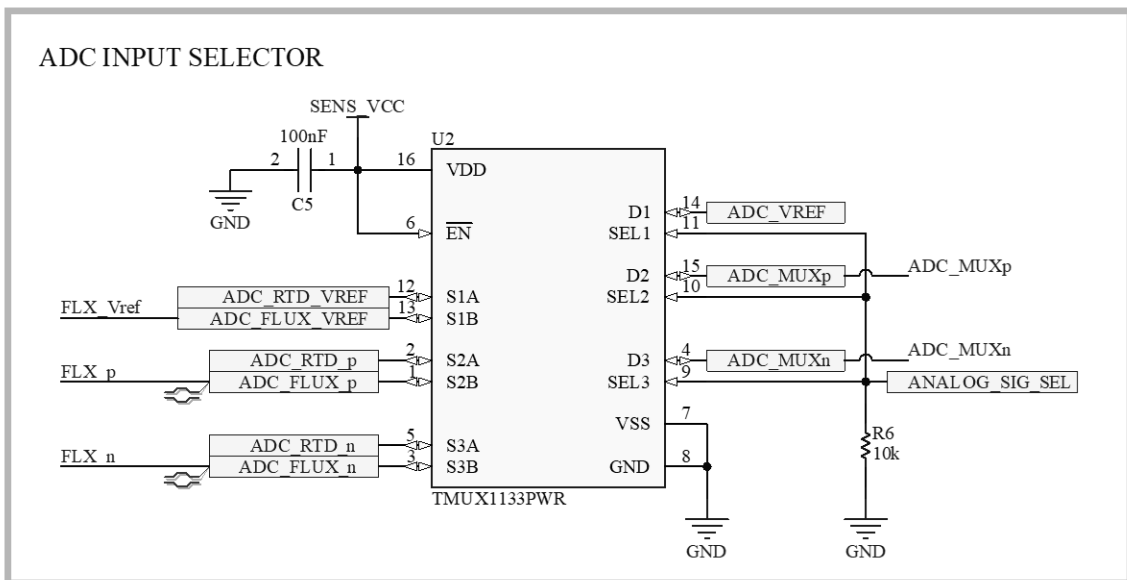 ADC INPUT SELECTOR
SENS_VCC
100nF
2
1
C5
GND
U2
16
VDD
6
EN
D1
14
ADC_VREF
SEL1
11
D2
15
ADC_MUXp
ADC_MUXp
SEL2
10
12
ADC_RTD_VREF
S1A
FLX_Vref
ADC_FLUX_VREF
13
S1B
ADC_RTD_p
2
S2A
FLX_p
ADC_FLUX_p
1
S2B
D3
4
ADC_MUXn
ADC_MUXn
SEL3
9
ANALOG_SIG_SEL
VSS
7
R6
10k
ADC_RTD_n
5
S3A
FLX_n
ADC_FLUX_n
3
S3B
GND
8
TMUX1133PWR
GND
GND